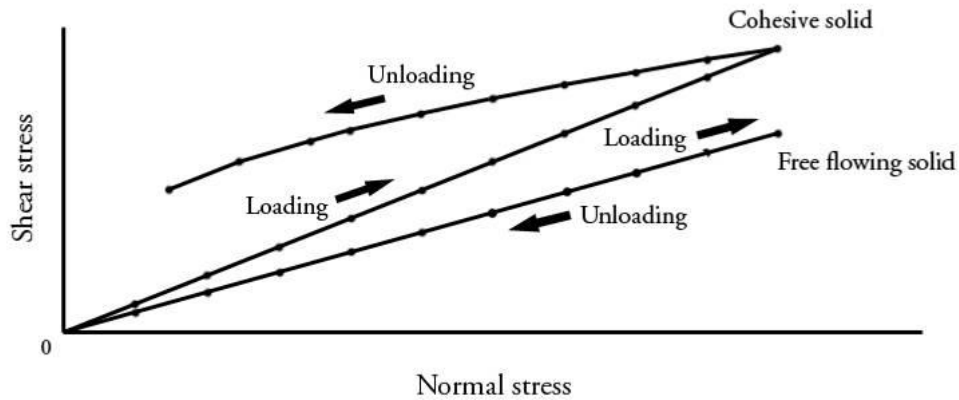 Cohesive solid
Unloading
Loading
Free flowing solid
Loading
Unloading
Shear stress
0
Normal stress